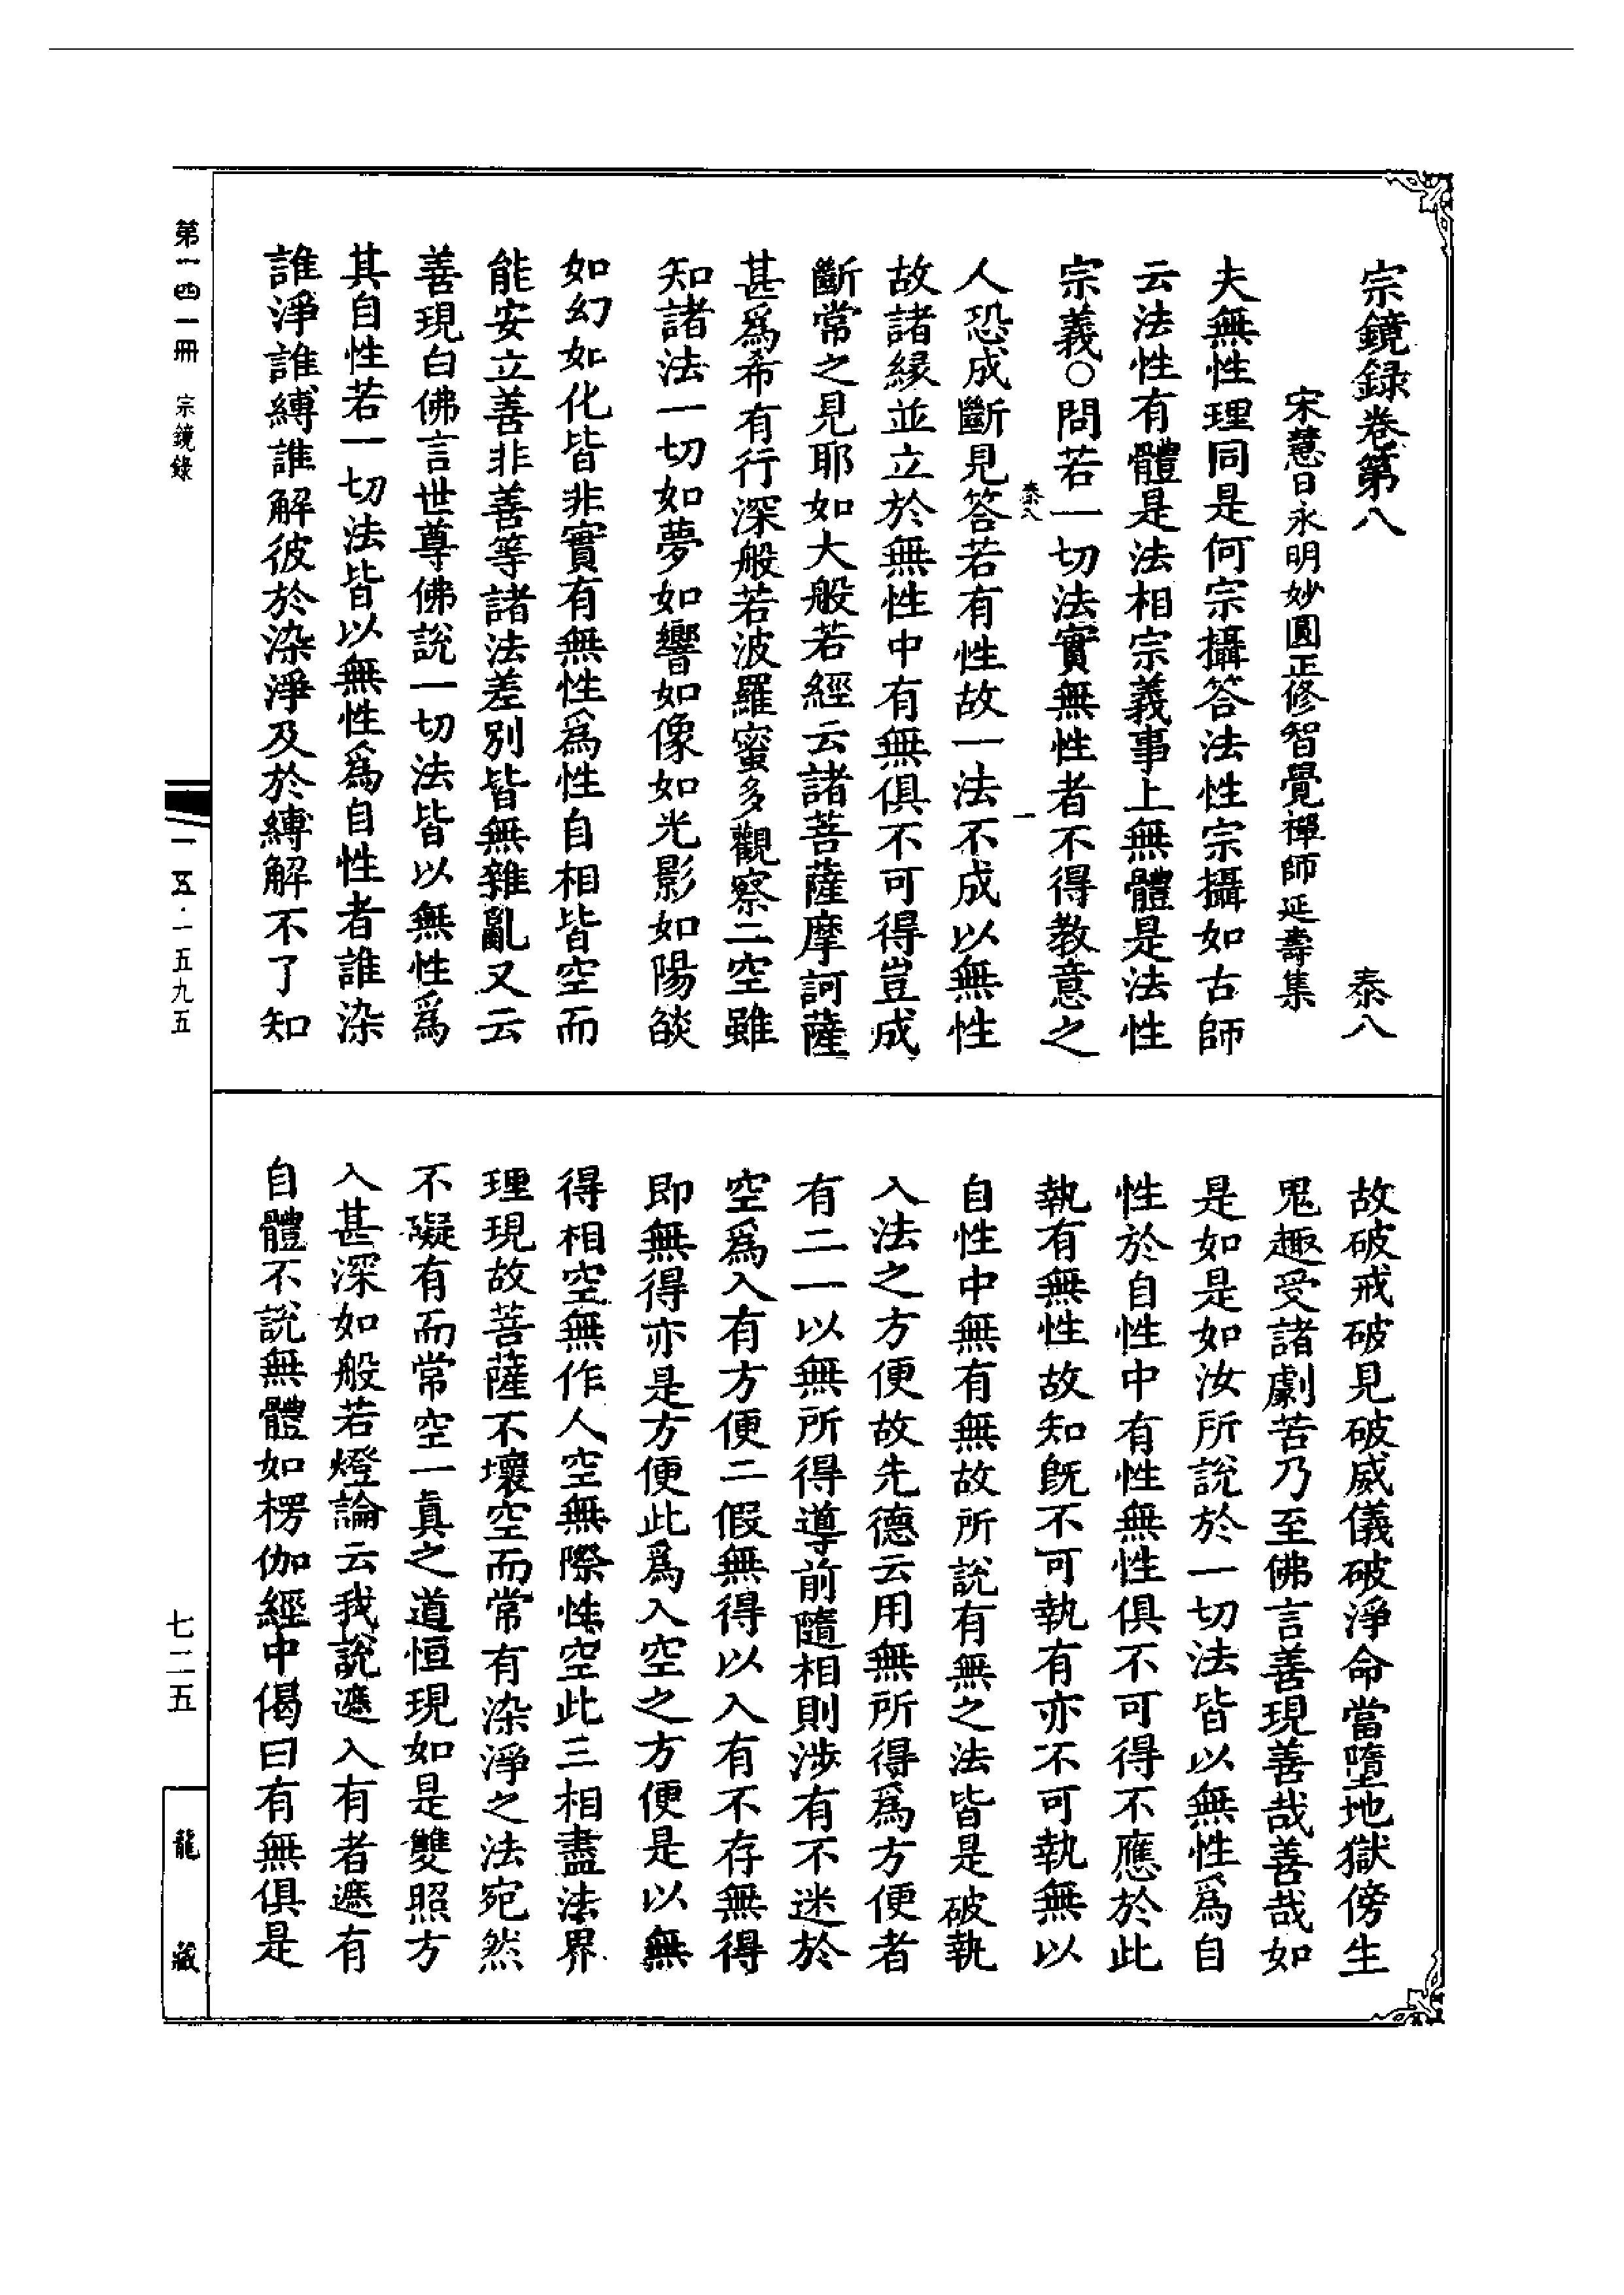 宗鏡録卷第八 泰八
宋慧日永明妙圓正修智覺禪師延壽集
夫無性理同是何宗攝答法性宗攝如古師
云法性有體是法相宗義事上無體是法性
宗義○問若一切法實無性者不得教意之
泰八 一
人恐成斷見答若有性故一法不成以無性
故諸緣並立於無性中有無俱不可得豈成
斷常之見耶如大般若經云諸菩薩摩訶薩
甚爲希有行深般若波羅蜜多觀察二空雖
知諸法一切如夢如響如像如光影如陽燄
如幻如化皆非實有無性爲性自相皆空而
能安立善非善等諸法差別皆無雜亂又云
善現白佛言世尊佛說一切法皆以無性爲
其自性若一切法皆以無性爲自性者誰染
誰淨誰縛誰解彼於染淨及於縛解不了知
故破戒破見破威儀破淨命當墮地獄傍生
鬼趣受諸劇苦乃至佛言善現善哉善哉如
是如是如汝所說於一切法皆以無性爲自
性於自性中有性無性俱不可得不應於此
執有無性故知既不可執有亦不可執無以
自性中無有無故所說有無之法皆是破執
入法之方便故先德云用無所得爲方便者
有二一以無所得導前隨相則涉有不迷於
空爲入有方便二假無得以入有不存無得
即無得亦是方便此爲入空之方便是以無
得相空無作人空無際性空此三相盡法界
理現故菩薩不壞空而常有染淨之法宛然
不礙有而常空一真之道恒現如是雙照方
入甚深如般若燈論云我說遮入有者遮有
自體不說無體如楞伽經中偈曰有無俱是
第一四一冊 宗鏡錄
一五·一五九五
七二五
龍藏